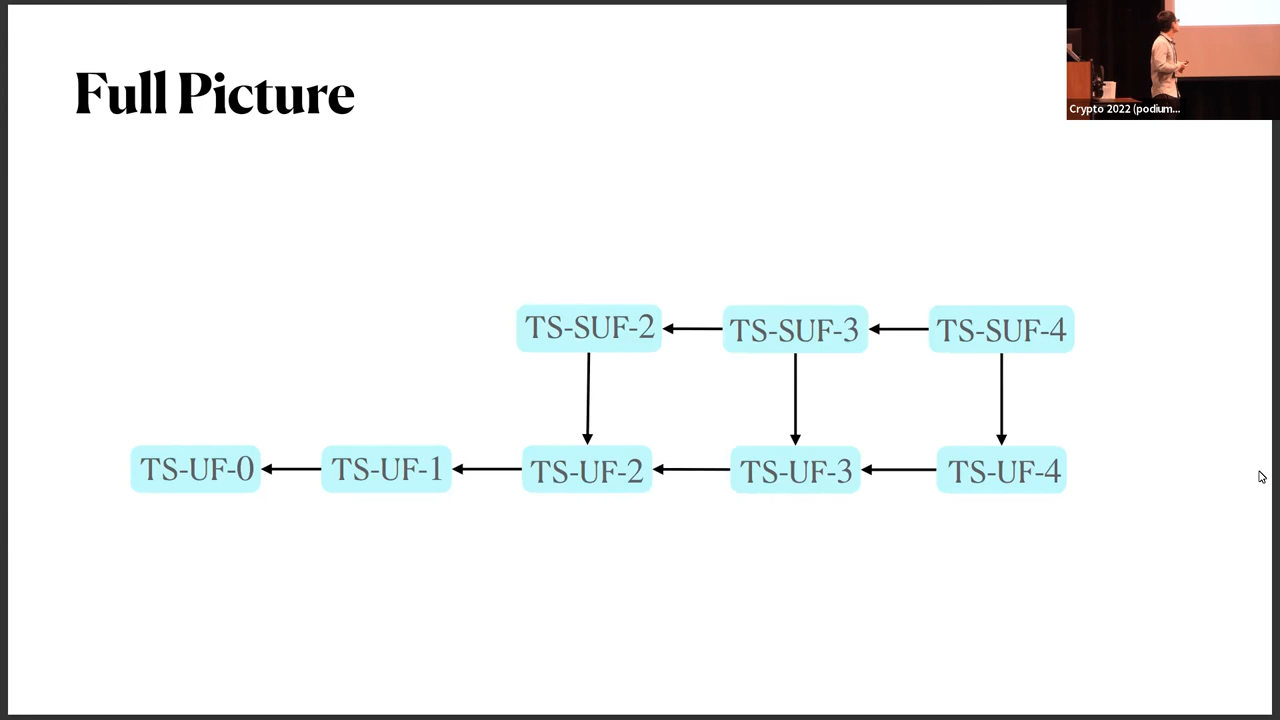 Full Picture
Crypto 2022 (podium...
TS-SUF-2
TS-SUF-3
TS-SUF-4
TS-UF-0
TS-UF-1
TS-UF-2
TS-UF-3
TS-UF-4